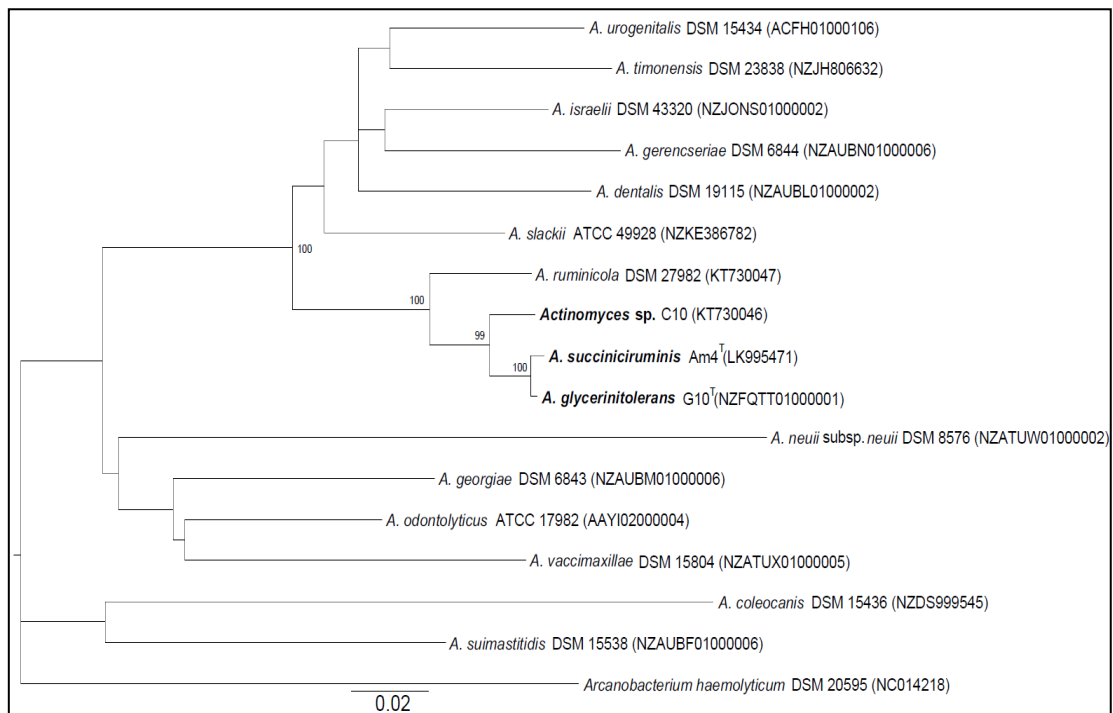 A. urogenitalis DSM 15434 (ACFH01000106)
A. timonensis DSM 23838 (NZJH806632)
A. israelii DSM 43320 (NZJONS01000002)
A. gerencseriae DSM 6844 (NZAUBN01000006)
A. dentalis DSM 19115 (NZAUBL01000002)
A. slackii ATCC 49928 (NZKE386782)
100
A. ruminicola DSM 27982 (KT730047)
100
Actinomyces sp. C10 (KT730046)
99
A. succiniciruminis Am4T(LK995471)
100
A. glycerinitolerans G10T(NZFQTT01000001)
A. neuii subsp. neuii DSM 8576 (NZATUW01000002)
A. georgiae DSM 6843 (NZAUBM01000006)
A. odontolyticus ATCC 17982 (AAYI02000004)
A. vaccimaxillae DSM 15804 (NZATUX01000005)
A. coleocanis DSM 15436 (NZDS999545)
A. suimastitidis DSM 15538 (NZAUBF01000006)
Arcanobacterium haemolyticum DSM 20595 (NC014218)
0.02